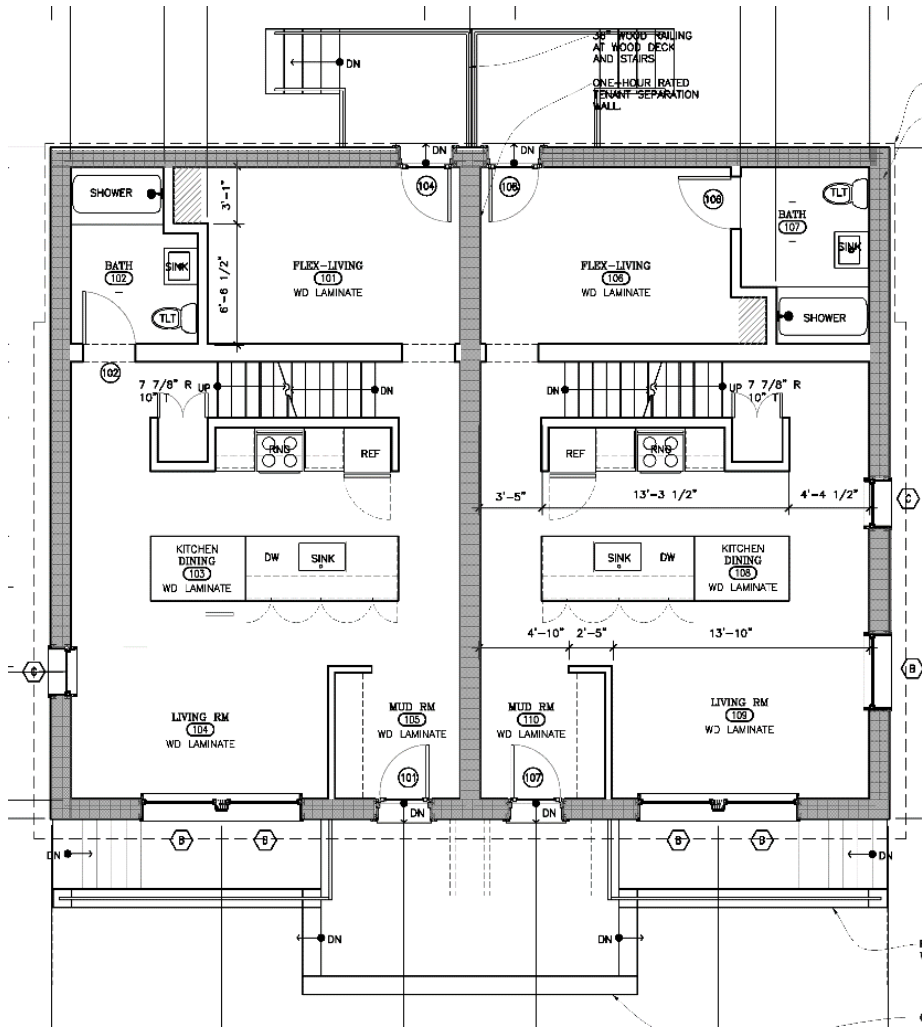 38" WOOD RAILING
AT WOOD DECK
AND STAIRS
DN
ONE-HOUR RATED
TENANT SEPARATION
WALL
DN
DN
SHOWER
104
105
106
TLT
3'-1"
BATH
107
SINK
BATH
102
SINK
FLEX-LIVING
101
WD LAMINATE
FLEX-LIVING
106
WD LAMINATE
6'-6 1/2"
TLT
SHOWER
102
7 7/8" R
10" T
UP
DN
DN
UP
7 7/8" R
10" T
RNG
REF
REF
RNG
3'-5"
13'-3 1/2"
4'-4 1/2"
C
KITCHEN
DINING
103
WD LAMINATE
DW
SINK
SINK
DW
KITCHEN
DINING
108
WD LAMINATE
4'-10"
2'-5"
13'-10"
C
B
LIVING RM
104
WD LAMINATE
MUD RM
105
WD LAMINATE
MUD RM
110
WD LAMINATE
LIVING RM
109
WD LAMINATE
101
107
DN
DN
B
B
B
B
DN
DN
DN
DN